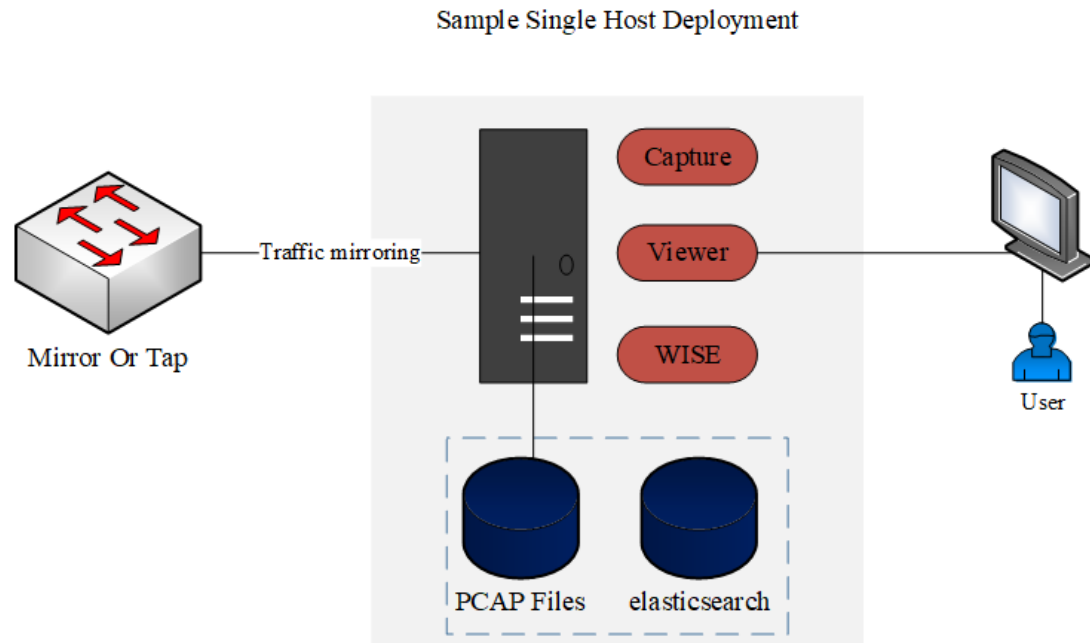 Sample Single Host Deployment
Capture
Traffic mirroring
Viewer
Mirror Or Tap
WISE
User
PCAP Files
elasticsearch